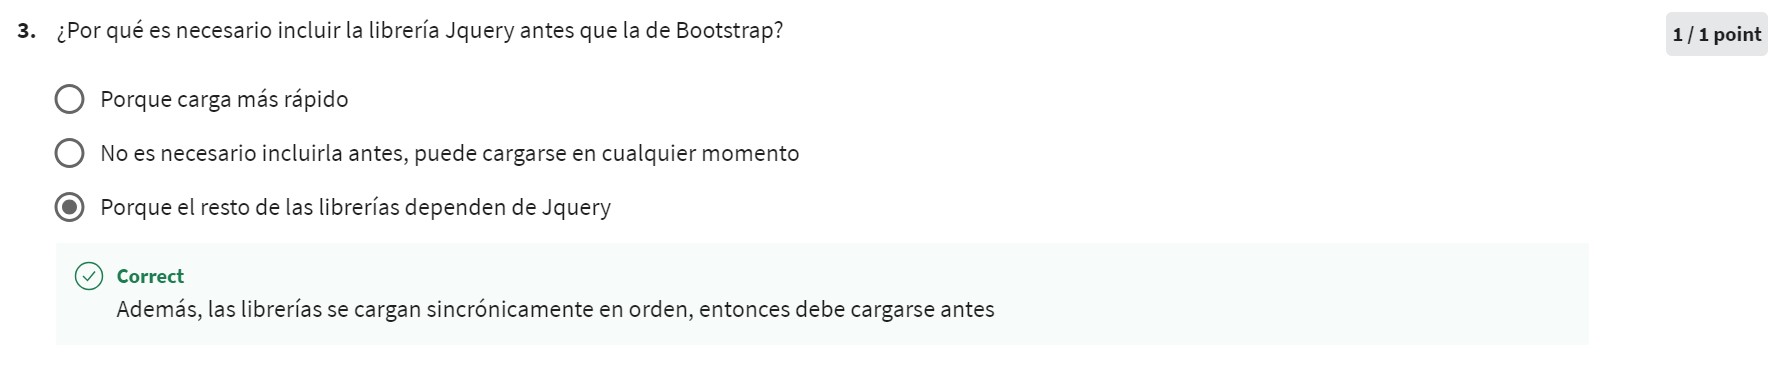 3. ¿Por qué es necesario incluir la librería Jquery antes que la de Bootstrap?
1 / 1 point
Porque carga más rápido
No es necesario incluirla antes, puede cargarse en cualquier momento
Porque el resto de las librerías dependen de Jquery
Correct
Además, las librerías se cargan sincrónicamente en orden, entonces debe cargarse antes